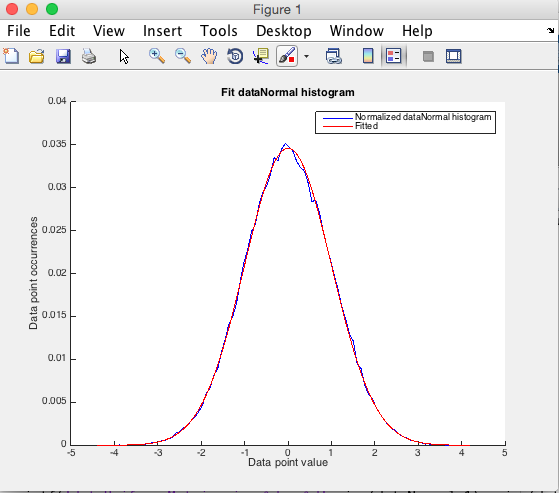 Figure 1
File Edit View Insert Tools Desktop Window Help
Fit dataNormal histogram
Normalized dataNormal histogram
Fitted
0.04
0.035
0.03
0.025
0.02
0.015
0.01
0.005
0
Data point occurrences
-5 -4 -3 -2 -1 0 1 2 3 4 5
Data point value